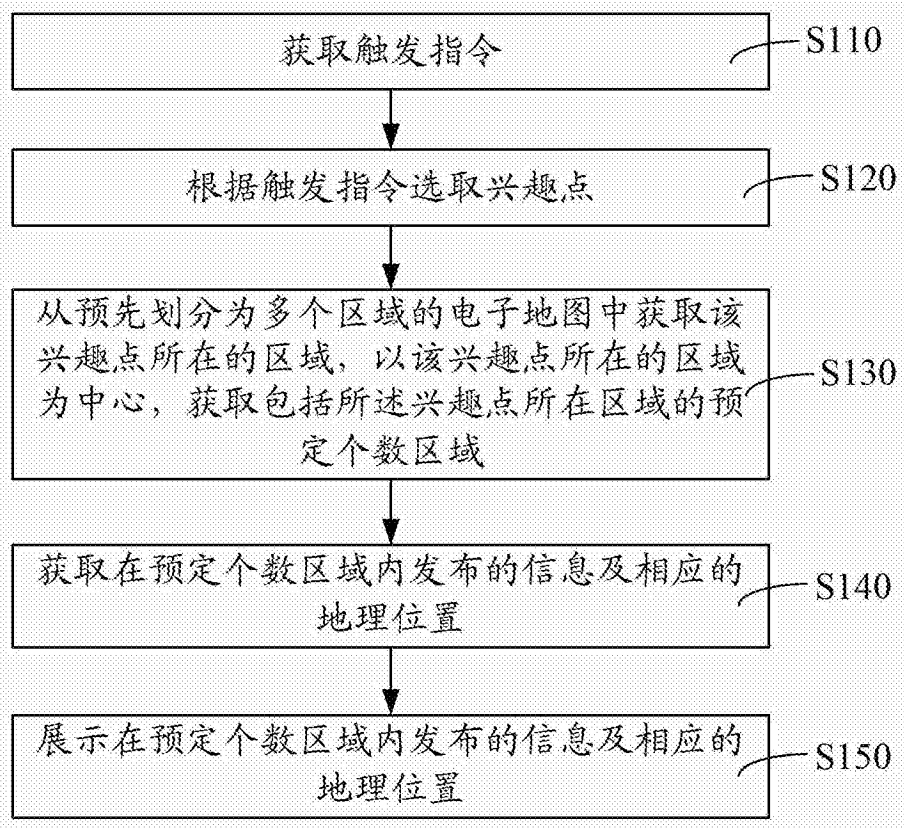 获取触发指令
S110
根据触发指令选取兴趣点
S120
从预先划分为多个区域的电子地图中获取该
兴趣点所在的区域，以该兴趣点所在的区域
为中心，获取包括所述兴趣点所在区域的预
定个数区域
S130
获取在预定个数区域内发布的信息及相应的
地理位置
S140
展示在预定个数区域内发布的信息及相应的
地理位置
S150